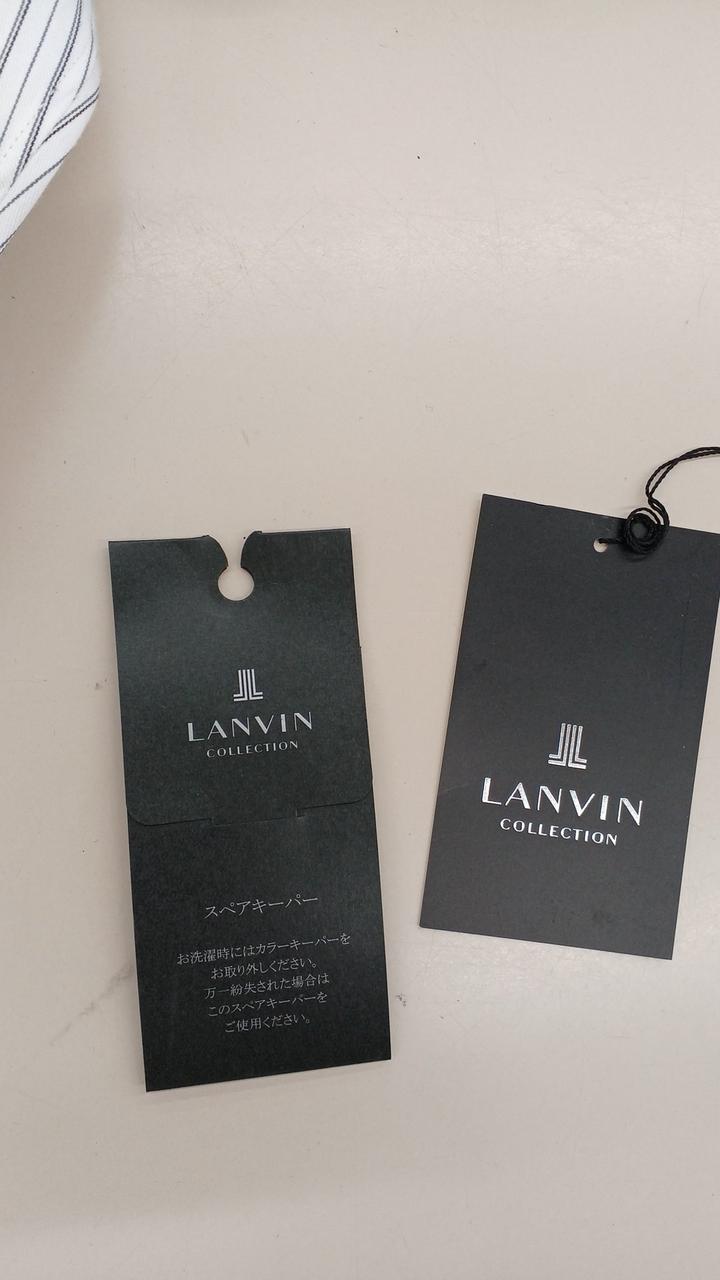 LANVIN
COLLECTION
スペアキーパー
お洗濯時にはカラーキーパーを
お取り外しください。
万一紛失された場合は
このスペアキーパーを
ご使用ください。
LANVIN
COLLECTION